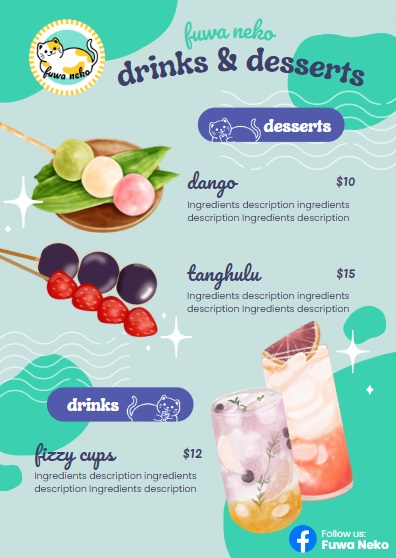 fuwa neko
fuwa neko
drinks & desserts
desserts
dango $10
Ingredients description ingredients
description Ingredients description
tanghulu $15
Ingredients description ingredients
description Ingredients description
drinks
fizzy cups $12
Ingredients description ingredients
description Ingredients description
Follow us:
Fuwa Neko